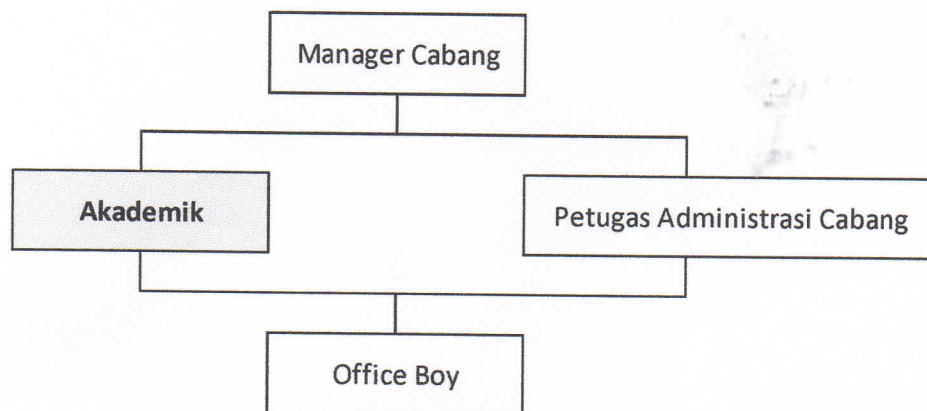 Manager Cabang
Akademik
Petugas Administrasi Cabang
Office Boy